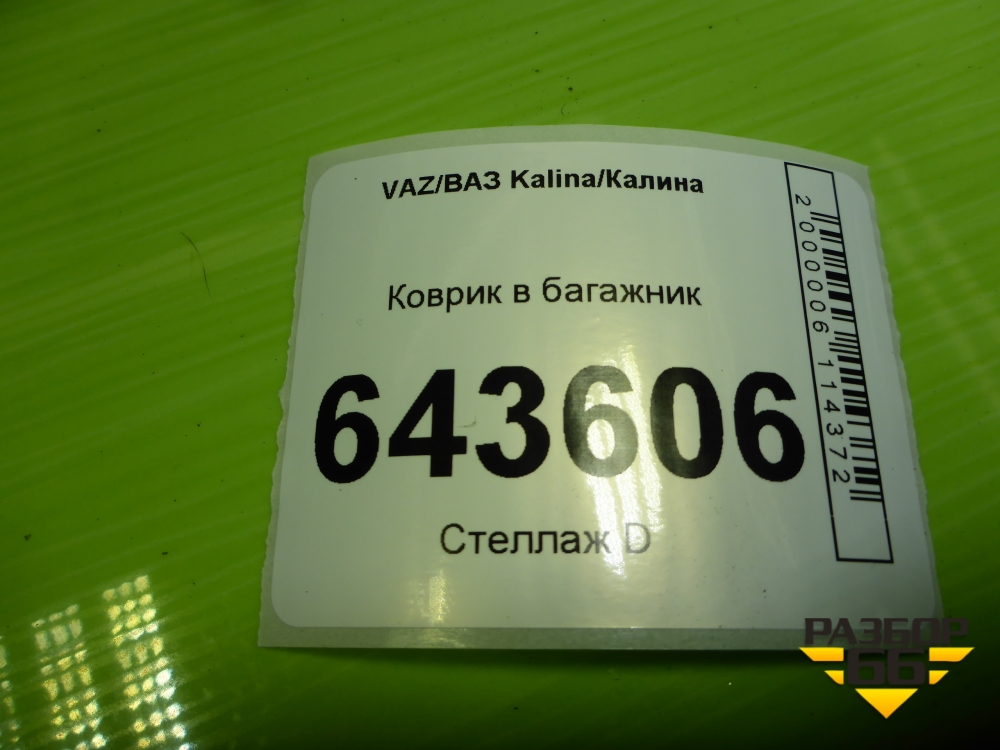 VAZ/ВАЗ Kalina/Калина
Коврик в багажник
643606
Стеллаж D
2000006114372
РАЗБОР
66